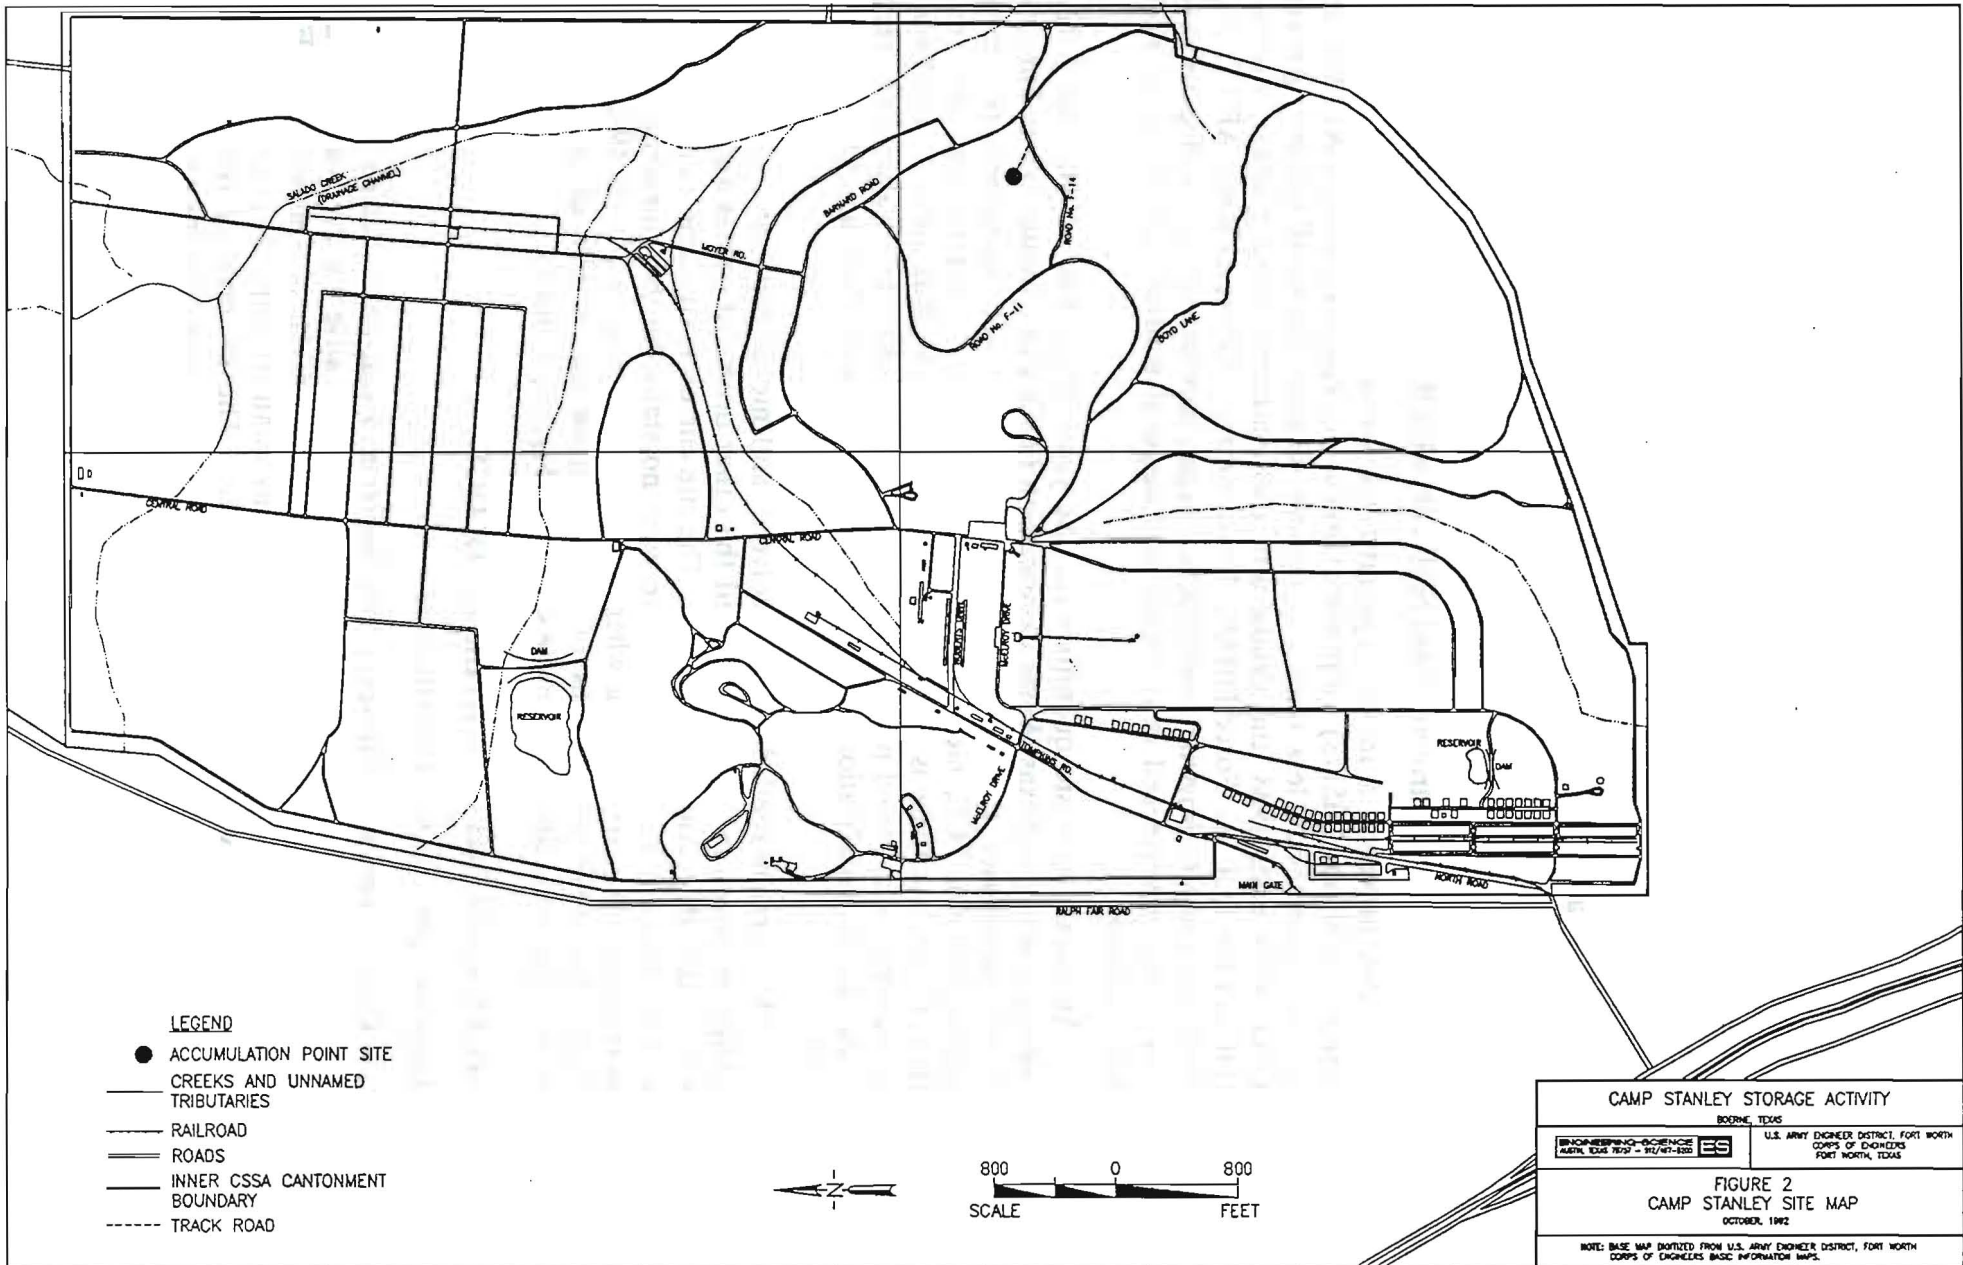 SALADO CREEK
(DRAINAGE CHANNEL)
BARNARD ROAD
ROAD No. F-14
MOYER RD.
ROAD No. F-11
BOYD LANE
CENTRAL ROAD
CENTRAL ROAD
McELROY DRIVE
DAM
RESERVOIR
TOMPKINS RD.
McELROY DRIVE
RESERVOIR
DAM
MAIN GATE
NORTH ROAD
RALPH FAIR ROAD
LEGEND
ACCUMULATION POINT SITE
CREEKS AND UNNAMED
TRIBUTARIES
RAILROAD
ROADS
INNER CSSA CANTONMENT
BOUNDARY
TRACK ROAD
N
800 0 800
SCALE FEET
CAMP STANLEY STORAGE ACTIVITY
BOERNE, TEXAS
ENGINEERING-SCIENCE ES
U.S. ARMY ENGINEER DISTRICT, FORT WORTH
CORPS OF ENGINEERS
FORT WORTH, TEXAS
FIGURE 2
CAMP STANLEY SITE MAP
OCTOBER, 1992
NOTE: BASE MAP DIGITIZED FROM U.S. ARMY ENGINEER DISTRICT, FORT WORTH
CORPS OF ENGINEERS BASIC INFORMATION MAPS.